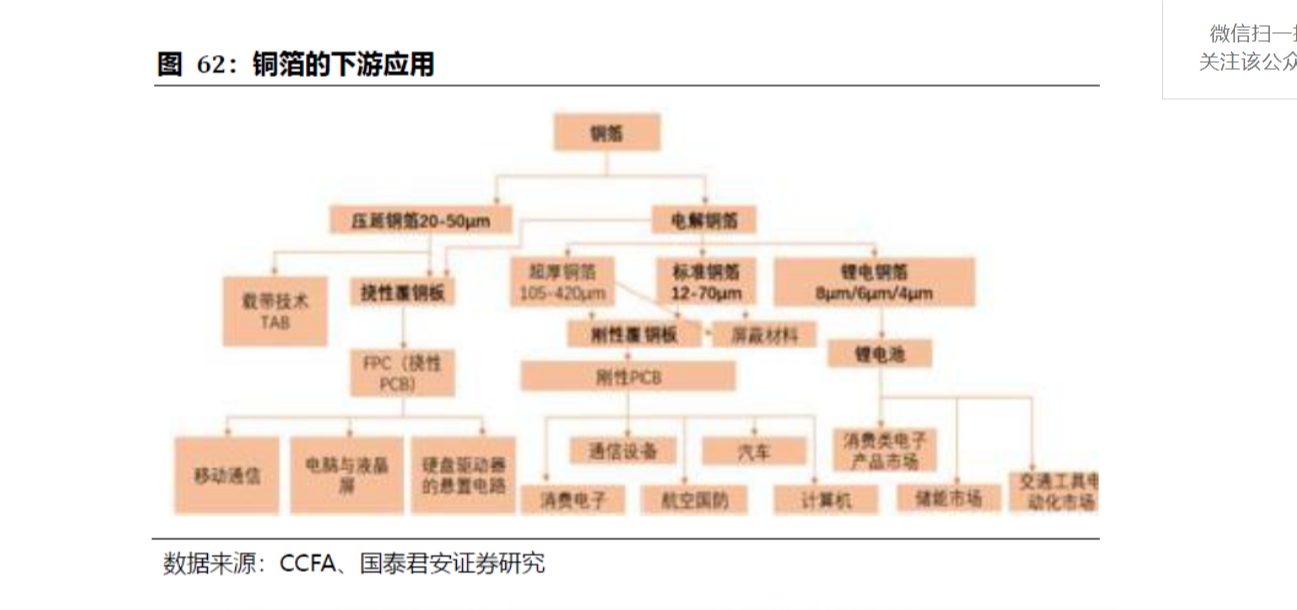 微信扫一
关注该公众
图 62：铜箔的下游应用
铜箔
压延铜箔20-50μm
电解铜箔
超厚铜箔
105-420μm
标准铜箔
12-70μm
锂电铜箔
8μm/6μm/4μm
载带技术
TAB
挠性覆铜板
刚性覆铜板
屏蔽材料
锂电池
FPC（挠性
PCB）
刚性PICB
移动通信
电脑与液晶
屏
硬盘驱动器
的悬置电路
通信设备
汽车
消费类电子
产品市场
消费电子
航空国防
计算机
储能市场
交通工具电
动化市场
数据来源：CCFA、国泰君安证券研究